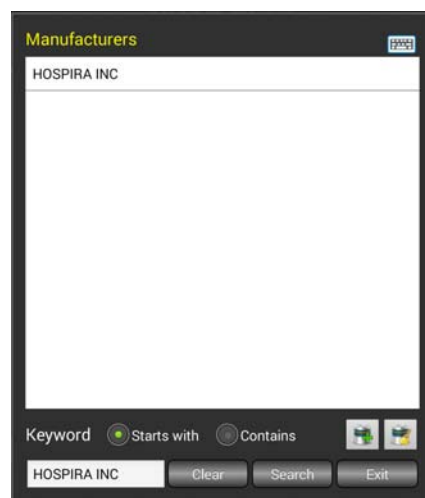 Manufacturers
HOSPIRA INC
Keyword Starts with Contains
HOSPIRA INC Clear Search Exit